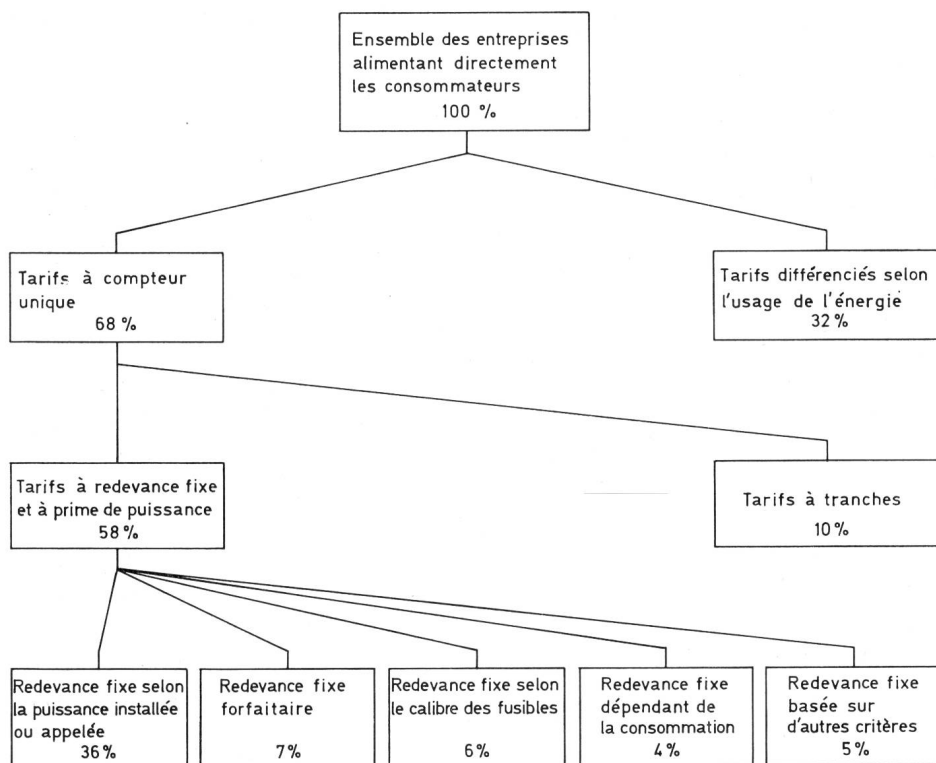 Ensemble des entreprises
alimentant directement
les consommateurs
100 %
Tarifs à compteur
unique
68 %
Tarifs différenciés selon
l'usage de l'énergie
32 %
Tarifs à redevance fixe
et à prime de puissance
58 %
Tarifs à tranches
10 %
Redevance fixe selon
la puissance installée
ou appelée
36 %
Redevance fixe
forfaitaire
7 %
Redevance fixe selon
le calibre des fusibles
6 %
Redevance fixe
dépendant de
la consommation
4 %
Redevance fixe
basée sur
d'autres critères
5 %